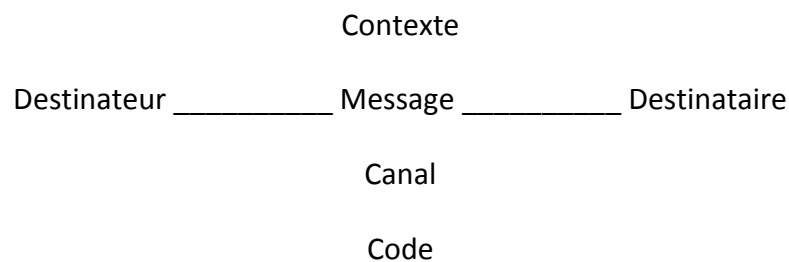 Contexte
Destinateur __________ Message __________ Destinataire
Canal
Code